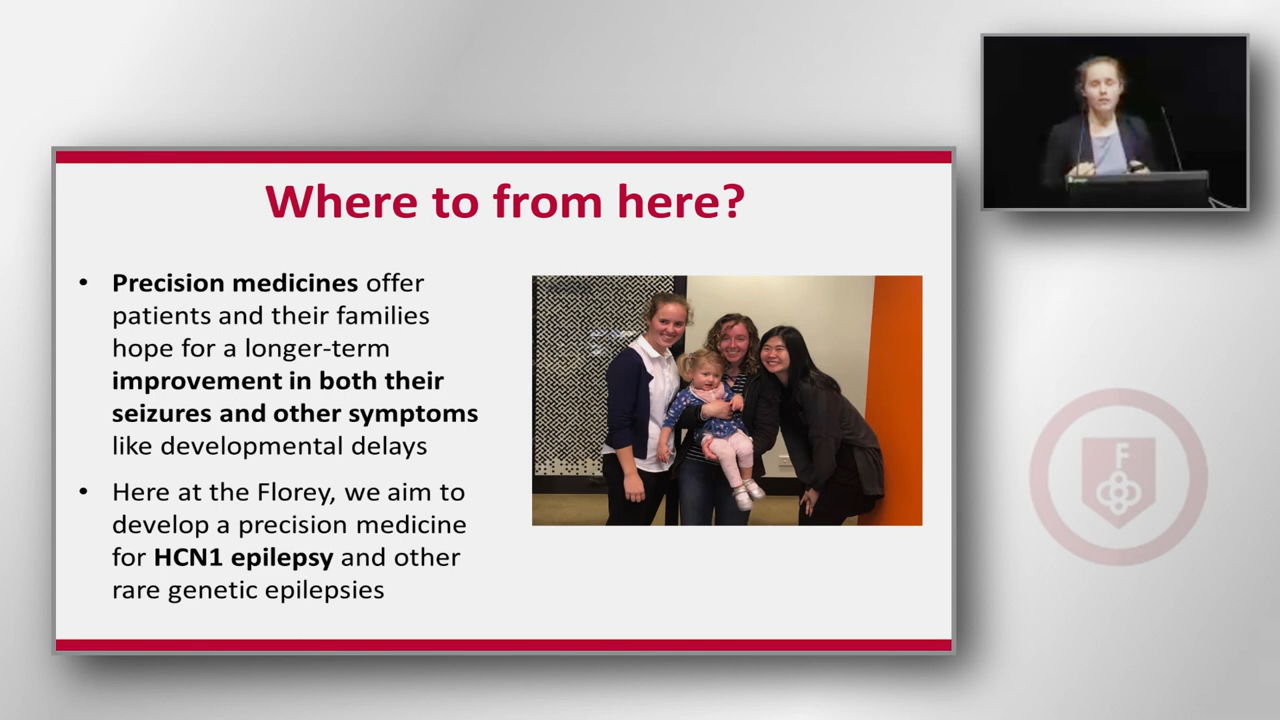 Where to from here?
• Precision medicines offer
patients and their families
hope for a longer-term
improvement in both their
seizures and other symptoms
like developmental delays
• Here at the Florey, we aim to
develop a precision medicine
for HCN1 epilepsy and other
rare genetic epilepsies
F